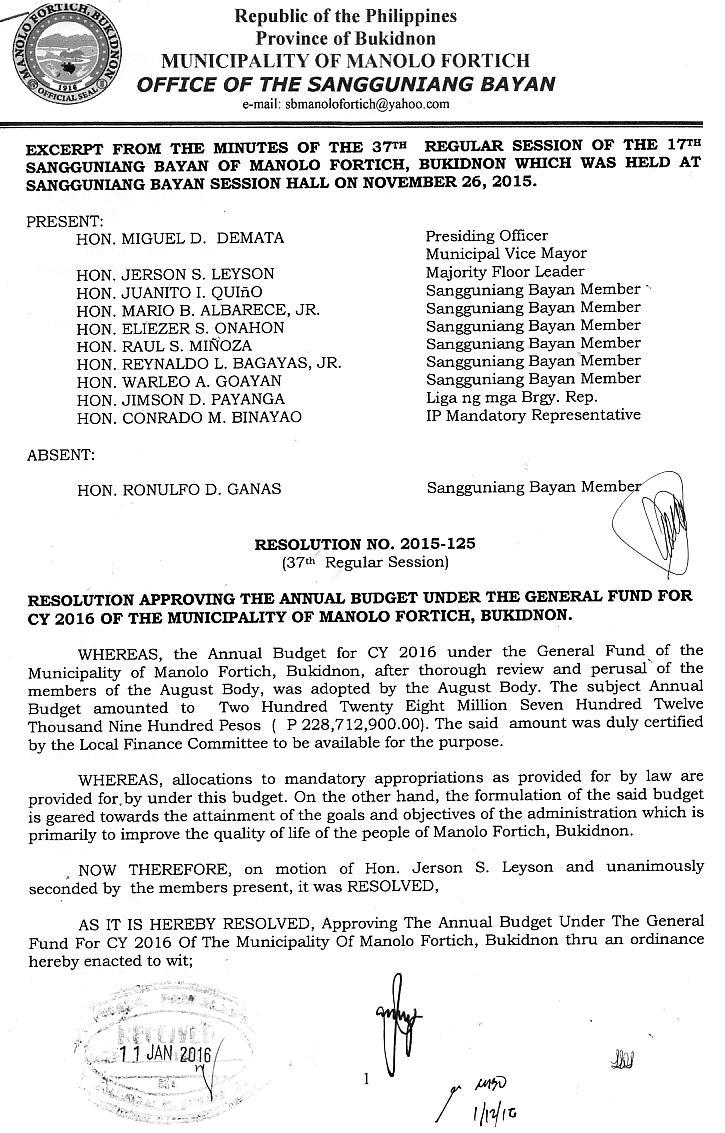 MANOLO FORTICH, BUKIDNON
1916
OFFICIAL SEAL
Republic of the Philippines
Province of Bukidnon
MUNICIPALITY OF MANOLO FORTICH
OFFICE OF THE SANGGUNIANG BAYAN
e-mail: sbmanolofortich@yahoo.com
EXCERPT FROM THE MINUTES OF THE 37TH REGULAR SESSION OF THE 17TH
SANGGUNIANG BAYAN OF MANOLO FORTICH, BUKIDNON WHICH WAS HELD AT
SANGGUNIANG BAYAN SESSION HALL ON NOVEMBER 26, 2015.
PRESENT:
HON. MIGUEL D. DEMATA Presiding Officer
Municipal Vice Mayor
HON. JERSON S. LEYSON Majority Floor Leader
HON. JUANITO I. QUIñO Sangguniang Bayan Member
HON. MARIO B. ALBARECE, JR. Sangguniang Bayan Member
HON. ELIEZER S. ONAHON Sangguniang Bayan Member
HON. RAUL S. MIÑOZA Sangguniang Bayan Member
HON. REYNALDO L. BAGAYAS, JR. Sangguniang Bayan Member
HON. WARLEO A. GOAYAN Sangguniang Bayan Member
HON. JIMSON D. PAYANGA Liga ng mga Brgy. Rep.
HON. CONRADO M. BINAYAO IP Mandatory Representative
ABSENT:
HON. RONULFO D. GANAS Sangguniang Bayan Member
RESOLUTION NO. 2015-125
(37th Regular Session)
RESOLUTION APPROVING THE ANNUAL BUDGET UNDER THE GENERAL FUND FOR
CY 2016 OF THE MUNICIPALITY OF MANOLO FORTICH, BUKIDNON.
WHEREAS, the Annual Budget for CY 2016 under the General Fund of the
Municipality of Manolo Fortich, Bukidnon, after thorough review and perusal of the
members of the August Body, was adopted by the August Body. The subject Annual
Budget amounted to Two Hundred Twenty Eight Million Seven Hundred Twelve
Thousand Nine Hundred Pesos ( P 228,712,900.00). The said amount was duly certified
by the Local Finance Committee to be available for the purpose.
WHEREAS, allocations to mandatory appropriations as provided for by law are
provided for by under this budget. On the other hand, the formulation of the said budget
is geared towards the attainment of the goals and objectives of the administration which is
primarily to improve the quality of life of the people of Manolo Fortich, Bukidnon.
NOW THEREFORE, on motion of Hon. Jerson S. Leyson and unanimously
seconded by the members present, it was RESOLVED,
AS IT IS HEREBY RESOLVED, Approving The Annual Budget Under The General
Fund For CY 2016 Of The Municipality Of Manolo Fortich, Bukidnon thru an ordinance
hereby enacted to wit;
RECEIVED
11 JAN 2016
1
1/12/16